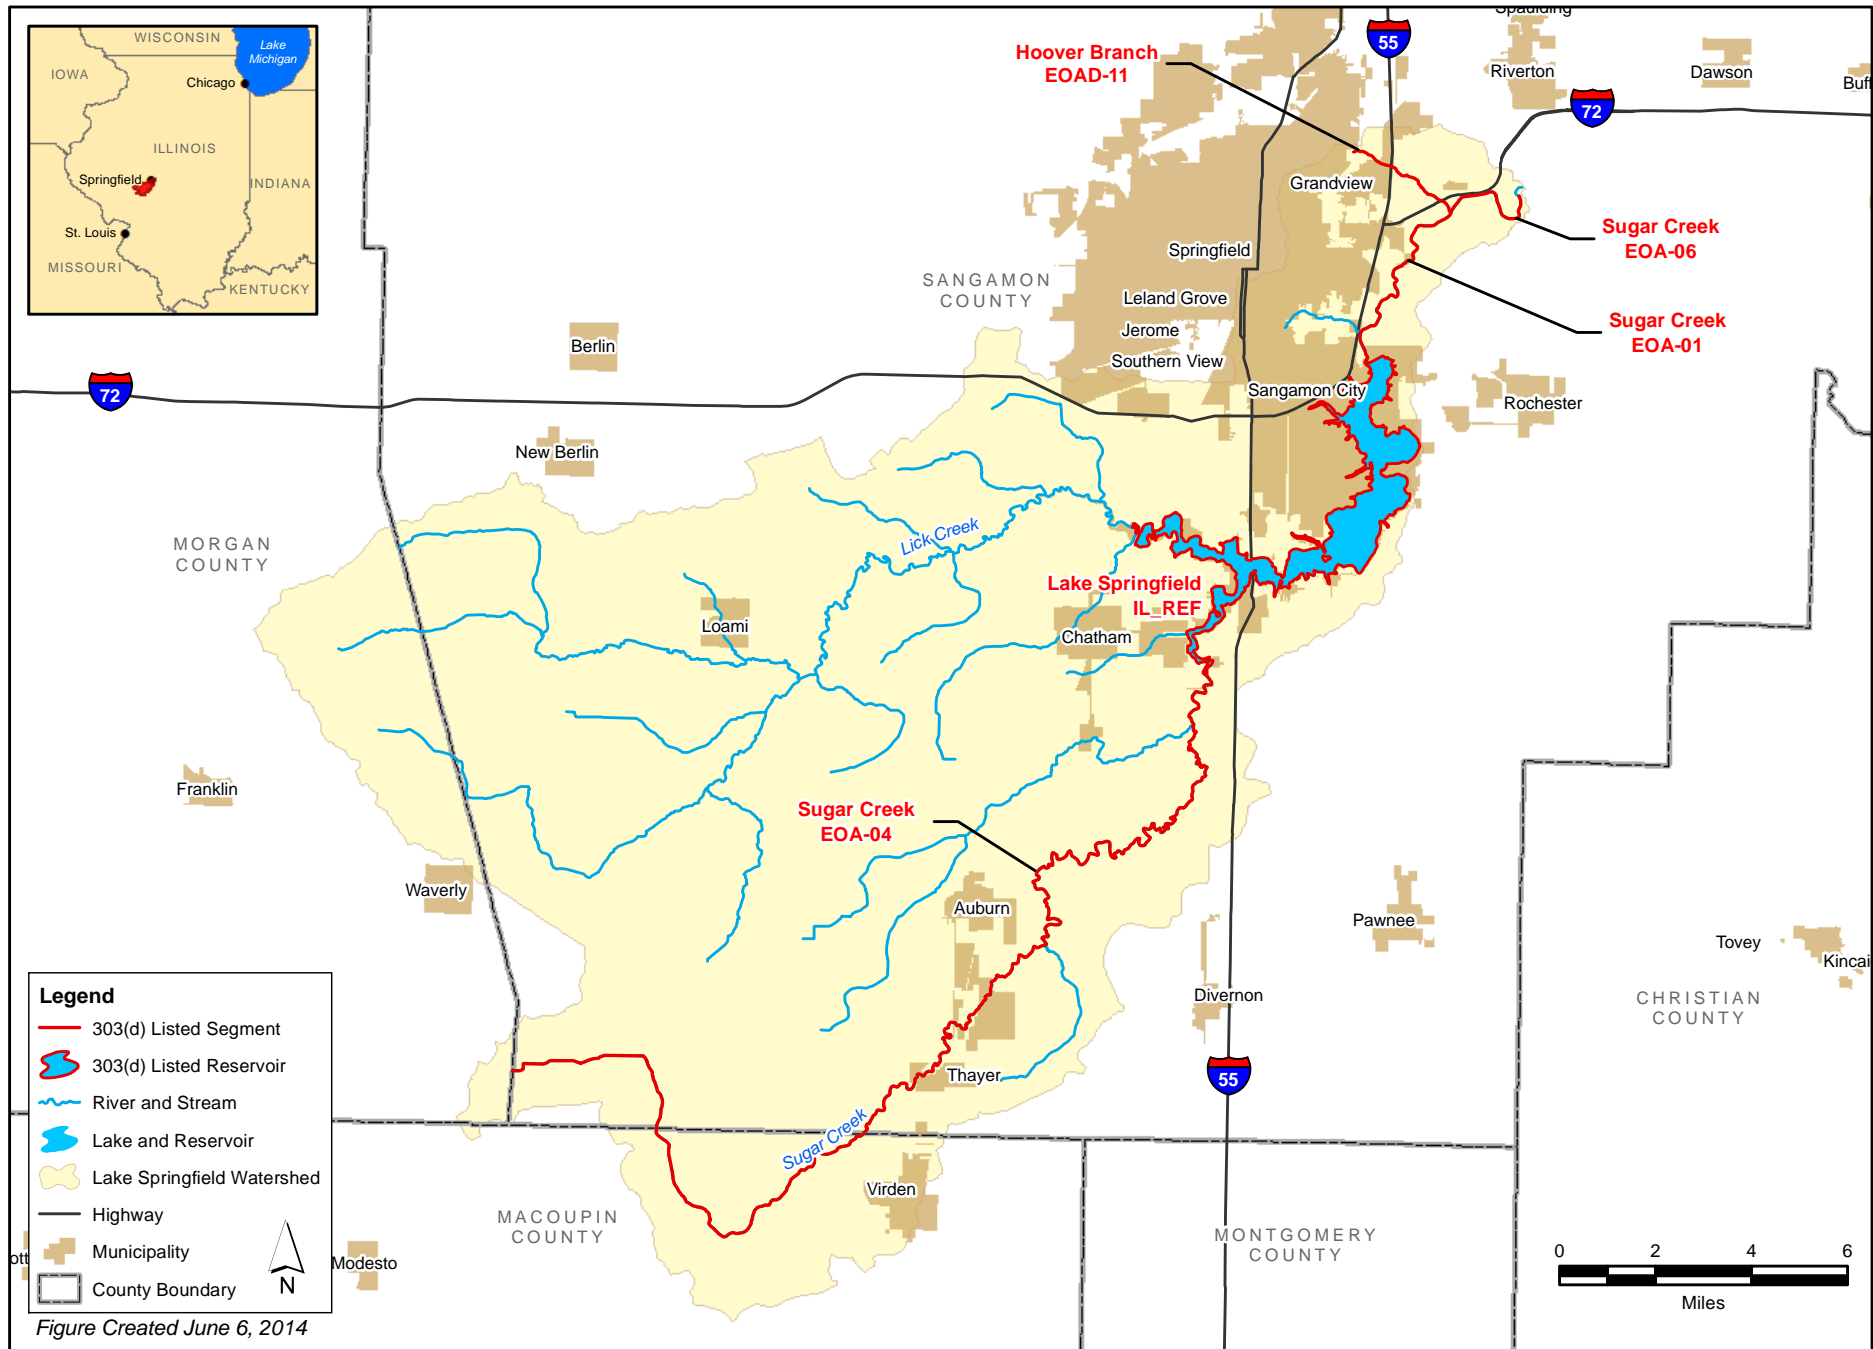 WISCONSIN
Lake
Michigan
IOWA
Chicago
ILLINOIS
Springfield
INDIANA
St. Louis
MISSOURI
KENTUCKY
Hoover Branch
EOAD-11
55
Spaulding
Riverton
Dawson
72
Grandview
Sugar Creek
EOA-06
Springfield
SANGAMON
COUNTY
Leland Grove
Jerome
Southern View
Sugar Creek
EOA-01
Berlin
72
Sangamon City
Rochester
New Berlin
Lick Creek
MORGAN
COUNTY
Lake Springfield
IL_REF
Loami
Chatham
Franklin
Sugar Creek
EOA-04
Waverly
Auburn
Pawnee
Tovey
Kincai
Divernon
CHRISTIAN
COUNTY
55
Thayer
Sugar Creek
Virden
MACOUPIN
COUNTY
MONTGOMERY
COUNTY
Modesto
Legend
303(d) Listed Segment
303(d) Listed Reservoir
River and Stream
Lake and Reservoir
Lake Springfield Watershed
Highway
Municipality
County Boundary
N
0 2 4 6
Miles
Figure Created June 6, 2014